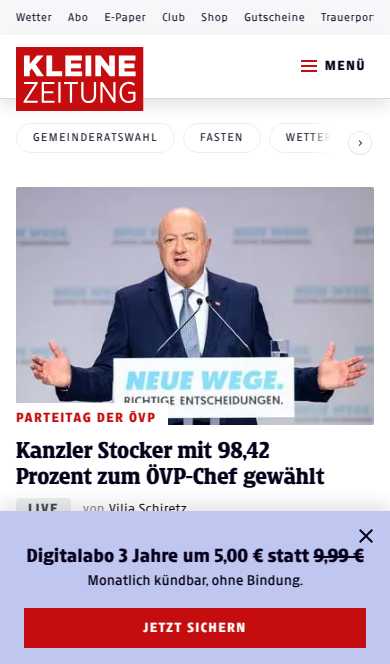 Wetter Abo E-Paper Club Shop Gutscheine Trauerpor
KLEINE
ZEITUNG
MENÜ
GEMEINDERATSWAHL FASTEN WETTER
NEUE WEGE.
RICHTIGE ENTSCHEIDUNGEN.
PARTEITAG DER ÖVP
Kanzler Stocker mit 98,42
Prozent zum ÖVP-Chef gewählt
LIVE von Vilja Schiretz
Digitalabo 3 Jahre um 5,00 € statt 9,99 €
Monatlich kündbar, ohne Bindung.
JETZT SICHERN